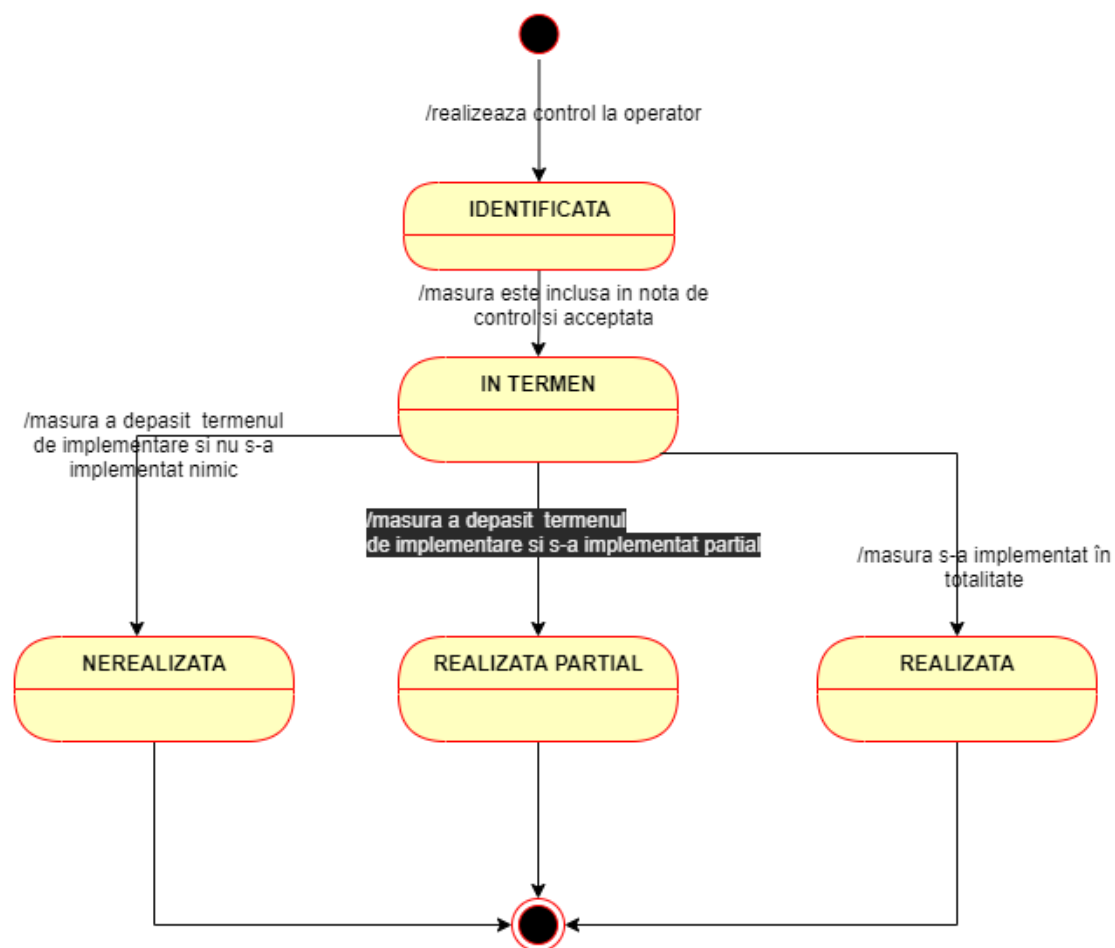 /realizeaza control la operator
IDENTIFICATA
/masura este inclusa in nota de
control si acceptata
IN TERMEN
/masura a depasit  termenul
de implementare si nu s-a
implementat nimic
/masura a depasit  termenul
de implementare si s-a implementat partial
/masura s-a implementat în
totalitate
NEREALIZATA
REALIZATA PARTIAL
REALIZATA